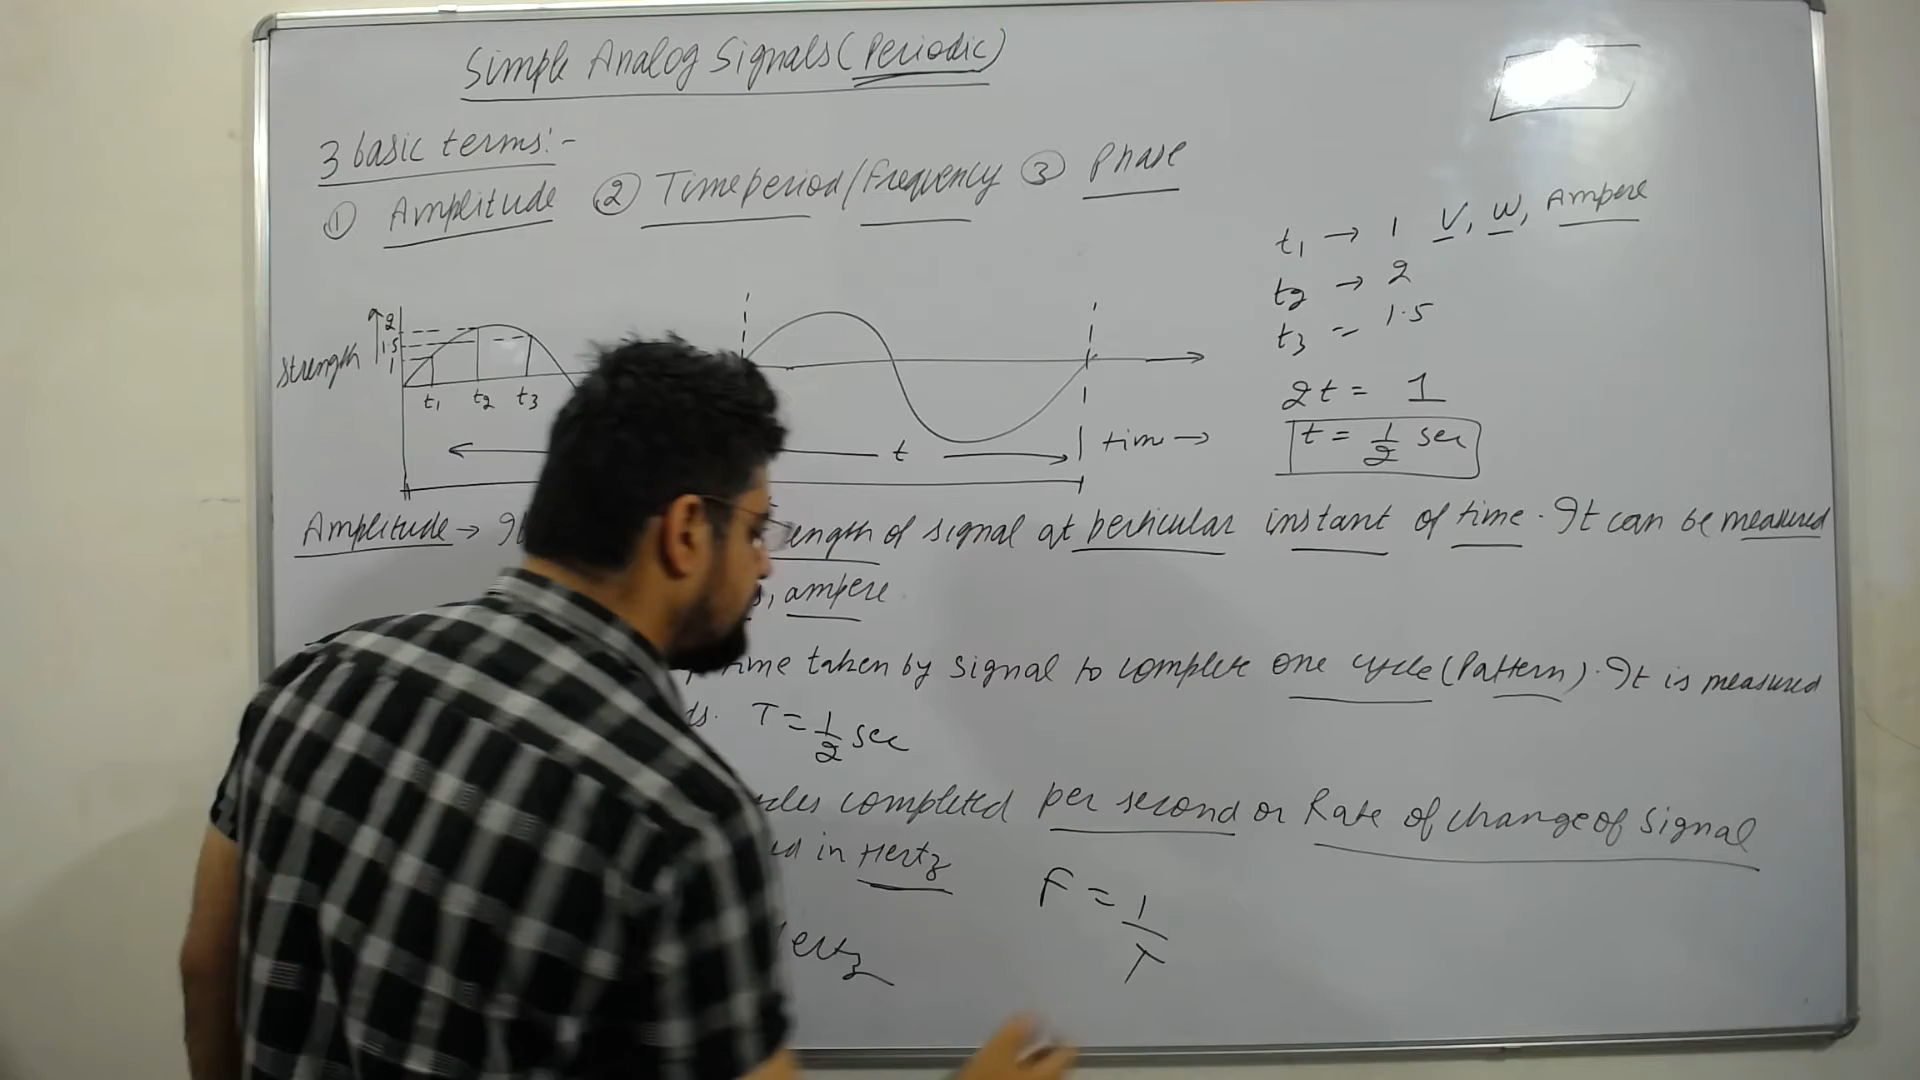 Simple Analog Signals (Periodic)
3 basic terms:-
① Amplitude ② Timeperiod/Frequency ③ Phase
t1 → 1 V, W, Ampere
t2 → 2
t3 = 1.5
2t = 1
t = 1/2 sec
2
1.5
1
Strength
t1 t2 t3
t
time →
Amplitude → of signal at perticular instant of time. It can be measured
, ampere
time taken by signal to complete one cycle (Pattern). It is measured
T = 1/2 sec
completed per second or Rate of change of signal
in Hertz
F = 1/T